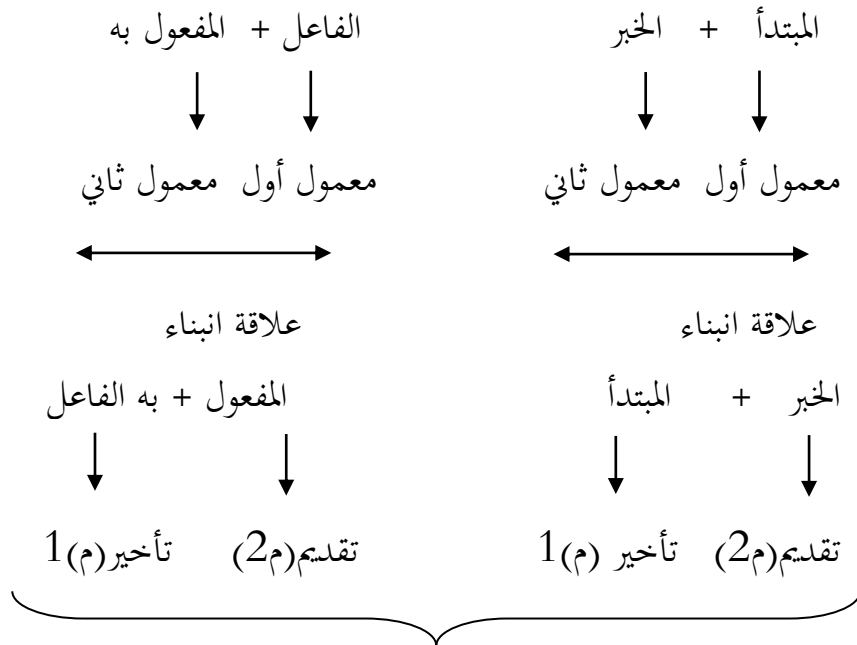 المبتدأ + الخبر الفاعل + المفعول به
معمول أول معمول ثاني معمول أول معمول ثاني
علاقة انبناء علاقة انبناء
الخبر + المبتدأ المفعول + به الفاعل
تقديم(م2) تأخير (م)1 تقديم(م2) تأخير(م)1